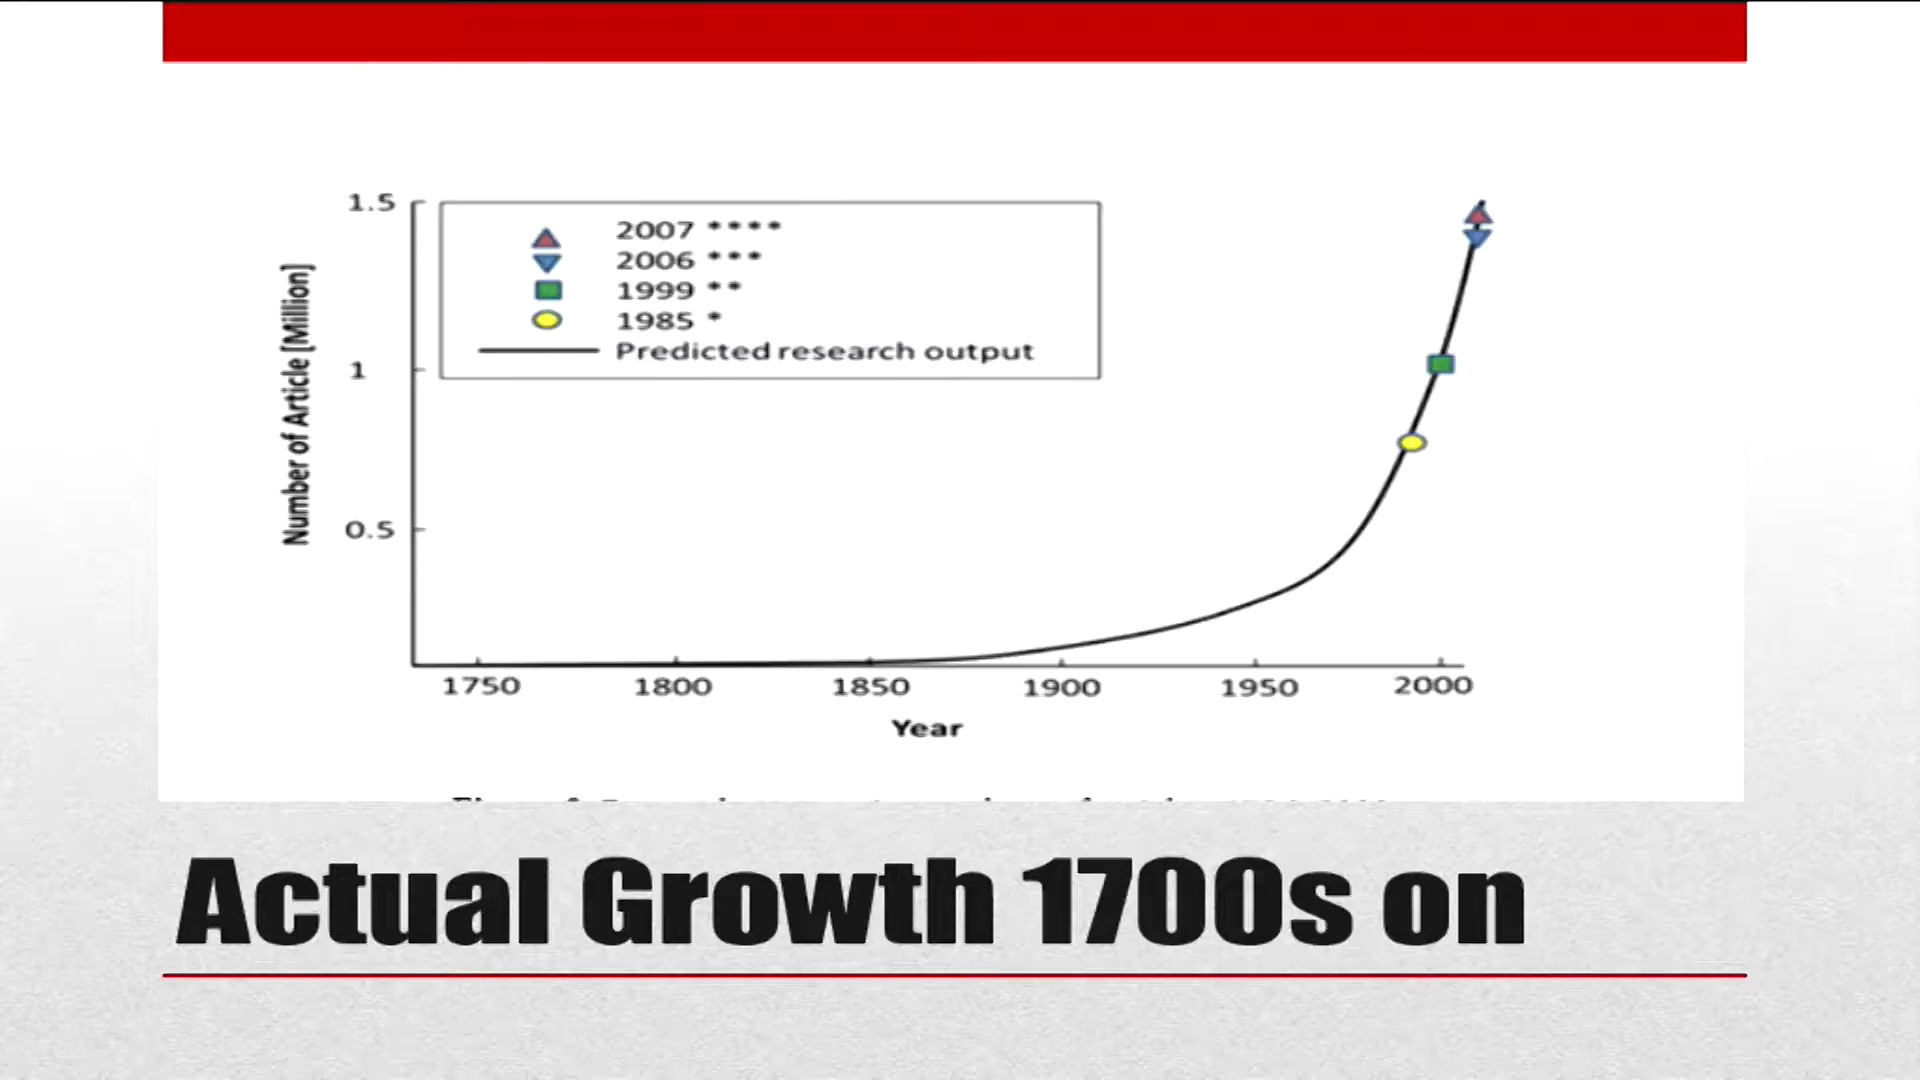 1.5
2007 ****
2006 ***
1999 **
1985 *
Predicted research output
Number of Article [Million]
1
0.5
1750 1800 1850 1900 1950 2000
Year
Actual Growth 1700s on